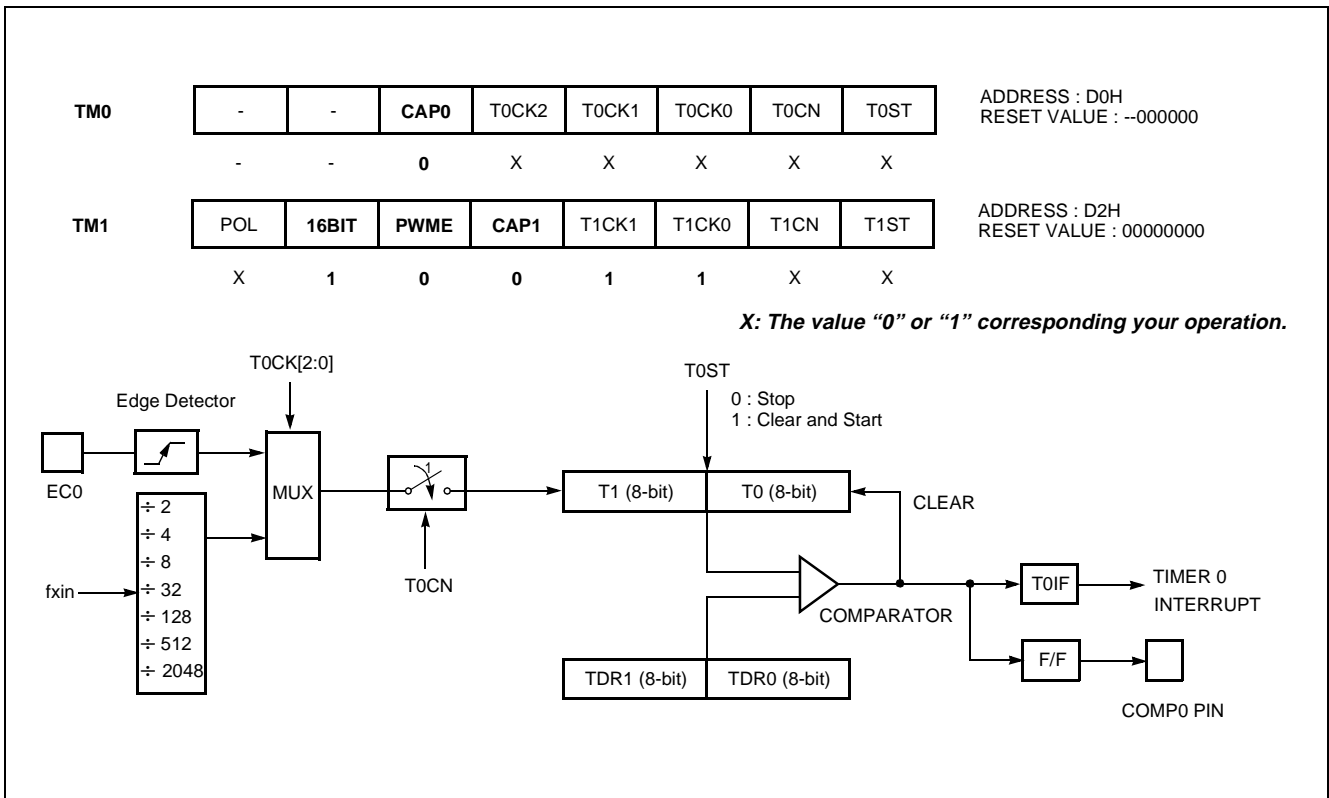 TM0 - - CAP0 T0CK2 T0CK1 T0CK0 T0CN T0ST ADDRESS : D0H
RESET VALUE : --000000
- - 0 X X X X X
TM1 POL 16BIT PWME CAP1 T1CK1 T1CK0 T1CN T1ST ADDRESS : D2H
RESET VALUE : 00000000
X 1 0 0 1 1 X X
X: The value “0” or “1” corresponding your operation.
T0CK[2:0]
T0ST
0 : Stop
1 : Clear and Start
Edge Detector
EC0
MUX
1
T1 (8-bit) T0 (8-bit)
CLEAR
÷ 2
÷ 4
÷ 8
÷ 32
÷ 128
÷ 512
÷ 2048
fxin
T0CN
COMPARATOR
T0IF
TIMER 0
INTERRUPT
F/F
TDR1 (8-bit) TDR0 (8-bit)
COMP0 PIN